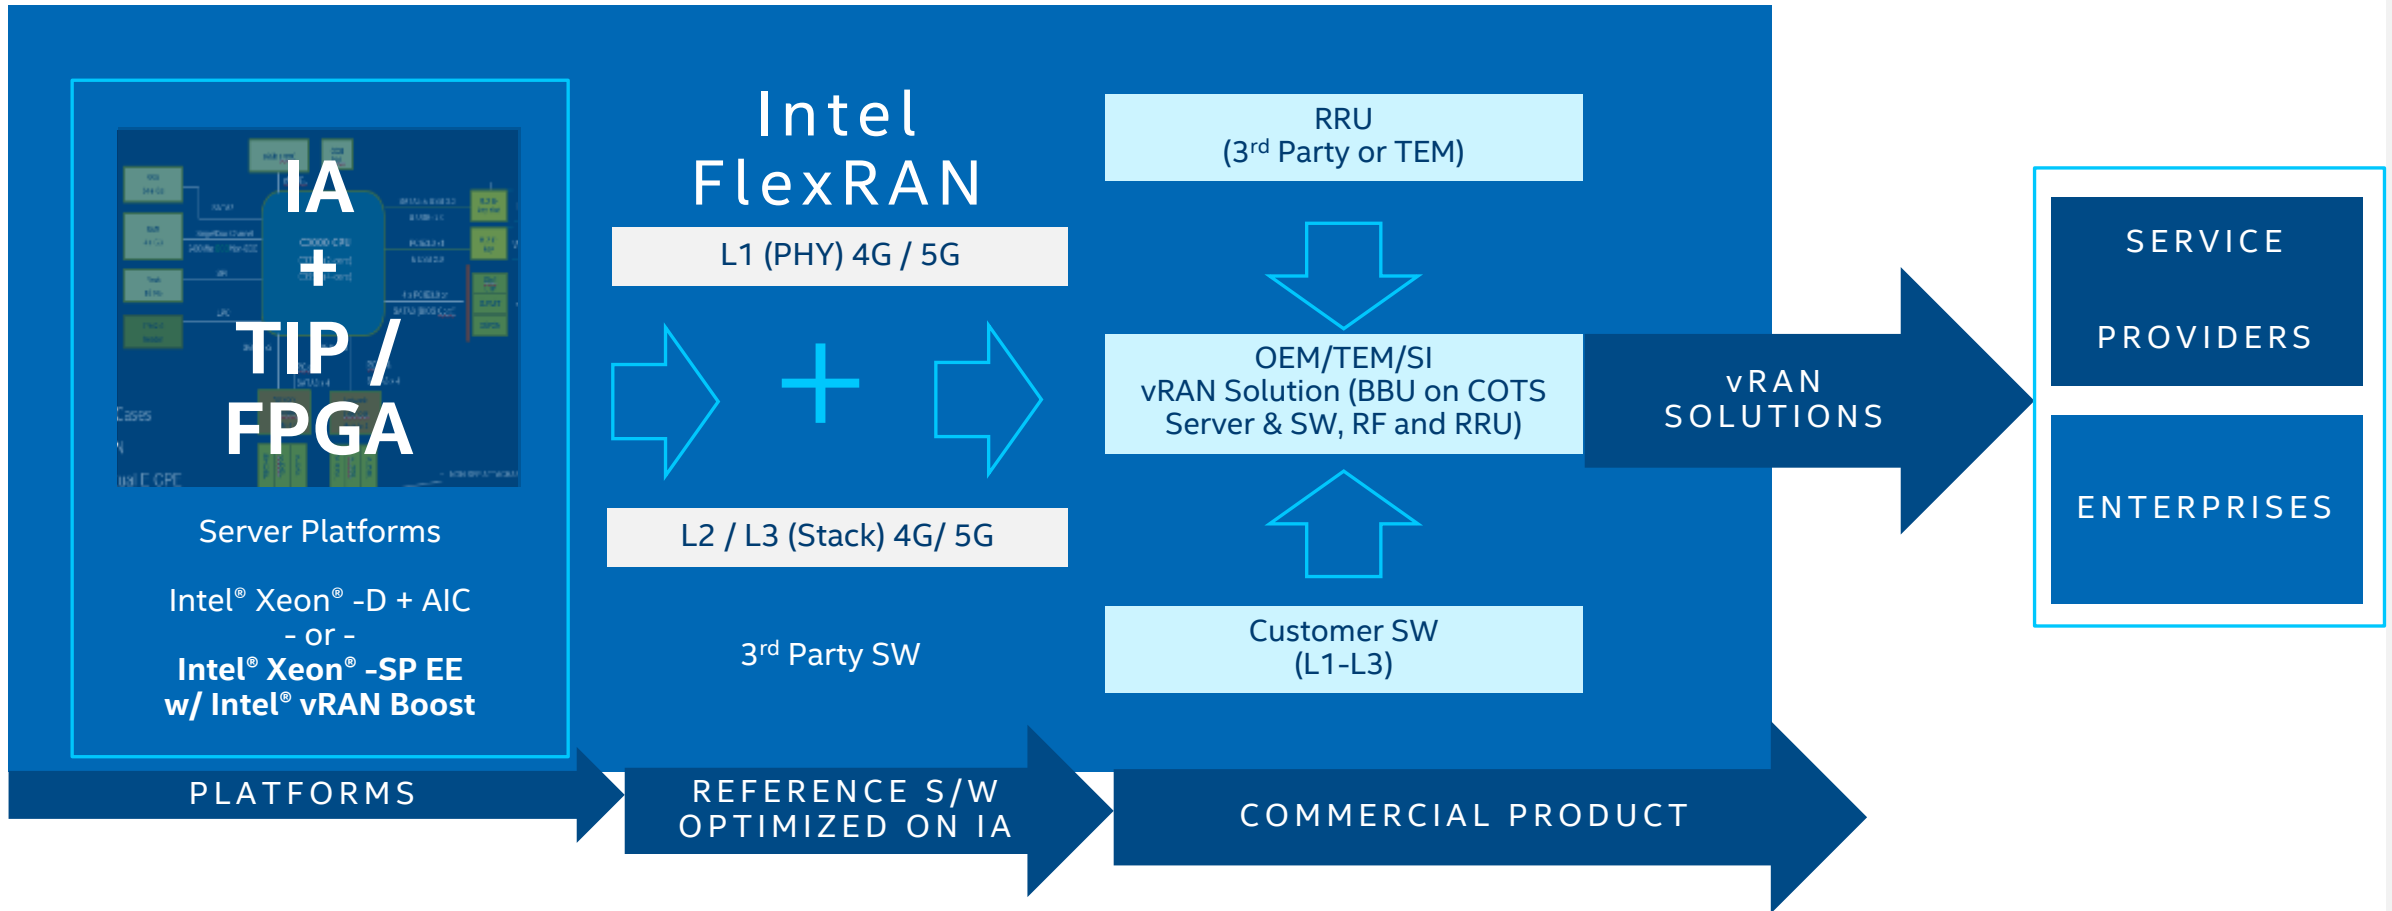 IA
+
TIP /
FPGA
C3000 CPU
Cases
Server Platforms
Intel® Xeon® -D + AIC
- or -
Intel® Xeon® -SP EE
w/ Intel® vRAN Boost
Intel
FlexRAN
L1 (PHY) 4G / 5G
+
L2 / L3 (Stack) 4G/ 5G
3rd Party SW
RRU
(3rd Party or TEM)
OEM/TEM/SI
vRAN Solution (BBU on COTS
Server & SW, RF and RRU)
Customer SW
(L1-L3)
vRAN
SOLUTIONS
SERVICE
PROVIDERS
ENTERPRISES
PLATFORMS
REFERENCE S/W
OPTIMIZED ON IA
COMMERCIAL PRODUCT